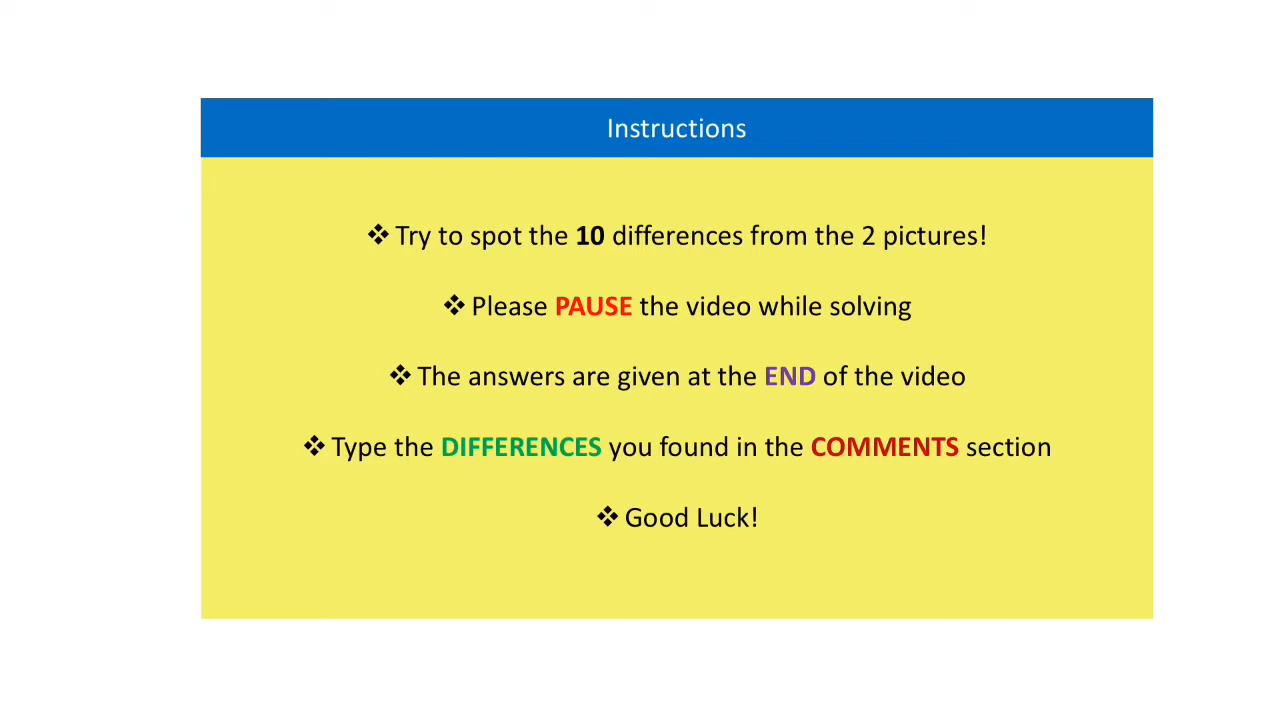 Instructions
❖ Try to spot the 10 differences from the 2 pictures!
❖ Please PAUSE the video while solving
❖ The answers are given at the END of the video
❖ Type the DIFFERENCES you found in the COMMENTS section
❖ Good Luck!